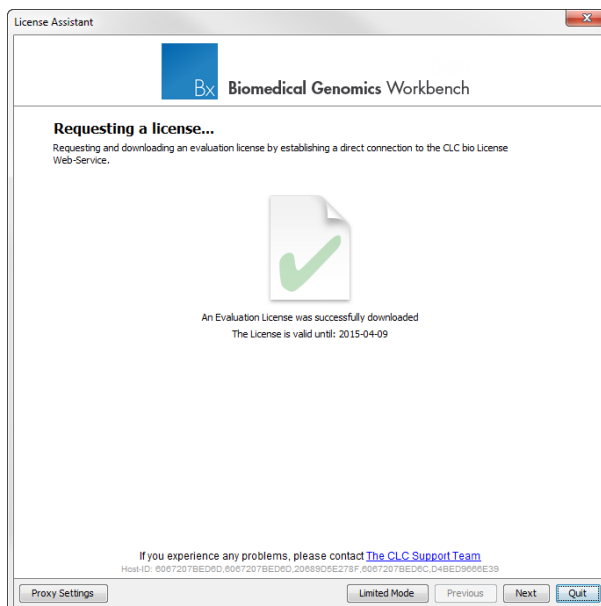 License Assistant
Bx Biomedical Genomics Workbench
Requesting a license...
Requesting and downloading an evaluation license by establishing a direct connection to the CLC bio License
Web-Service.
An Evaluation License was successfully downloaded
The License is valid until: 2015-04-09
If you experience any problems, please contact The CLC Support Team
Host-ID: 6067207BED6D,6067207BED6D,20689D5E278F,6067207BED6C,D4BED9666E39
Proxy Settings Limited Mode Previous Next Quit